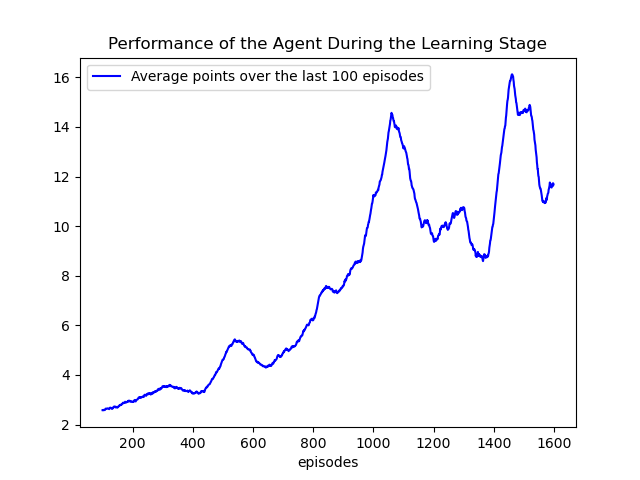 Performance of the Agent During the Learning Stage
Average points over the last 100 episodes
16
14
12
10
8
6
4
2
200 400 600 800 1000 1200 1400 1600
episodes